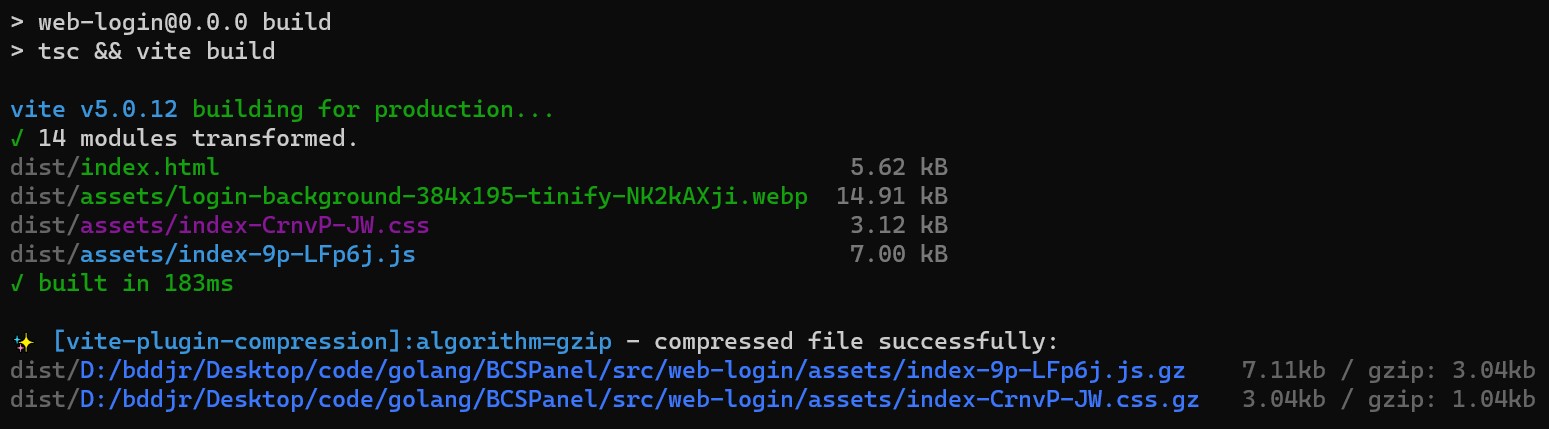 > web-login@0.0.0 build
> tsc && vite build
vite v5.0.12 building for production...
✓ 14 modules transformed.
dist/index.html 5.62 kB
dist/assets/login-background-384x195-tinify-NK2kAXji.webp 14.91 kB
dist/assets/index-CrnvP-JW.css 3.12 kB
dist/assets/index-9p-LFp6j.js 7.00 kB
✓ built in 183ms
✨ [vite-plugin-compression]:algorithm=gzip - compressed file successfully:
dist/D:/bddjr/Desktop/code/golang/BCSPanel/src/web-login/assets/index-9p-LFp6j.js.gz 7.11kb / gzip: 3.04kb
dist/D:/bddjr/Desktop/code/golang/BCSPanel/src/web-login/assets/index-CrnvP-JW.css.gz 3.04kb / gzip: 1.04kb